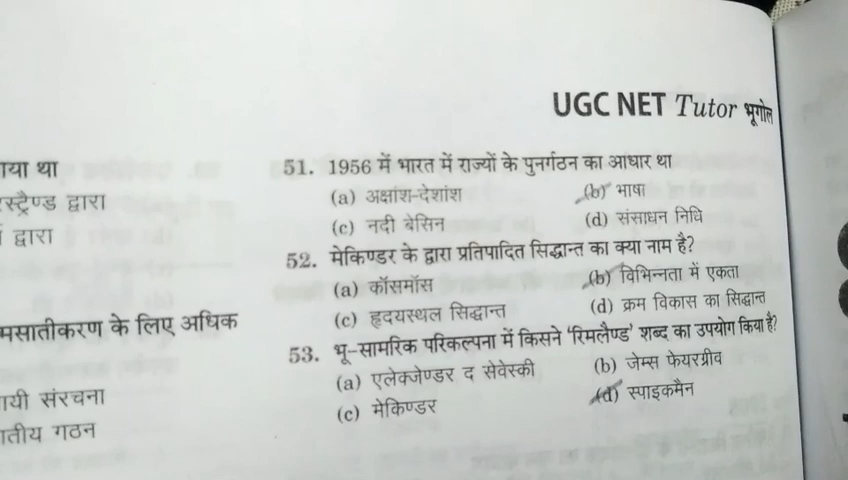 UGC NET Tutor भूगोल
ाया था
स्ट्रैण्ड द्वारा
द्वारा
मसातीकरण के लिए अधिक
ायी संरचना
ातीय गठन
51. 1956 में भारत में राज्यों के पुनर्गठन का आधार था
(a) अक्षांश-देशांश (b) भाषा
(c) नदी बेसिन (d) संसाधन निधि
52. मेकिण्डर के द्वारा प्रतिपादित सिद्धान्त का क्या नाम है?
(a) कॉसमॉस (b) विभिन्नता में एकता
(c) हृदयस्थल सिद्धान्त (d) क्रम विकास का सिद्धान्त
53. भू-सामरिक परिकल्पना में किसने ‘रिमलैण्ड’ शब्द का उपयोग किया है?
(a) एलेक्जेण्डर द सेवेस्की (b) जेम्स फेयरग्रीव
(c) मेकिण्डर (d) स्पाइकमैन